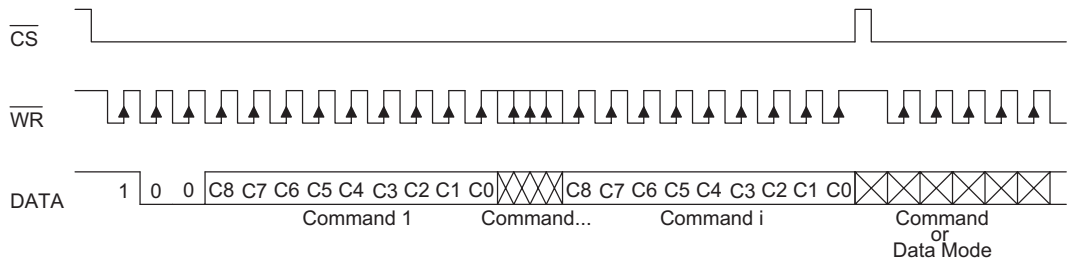 CS
WR
DATA 1 0 0 C8 C7 C6 C5 C4 C3 C2 C1 C0 C8 C7 C6 C5 C4 C3 C2 C1 C0
Command 1 Command... Command i Command
or
Data Mode